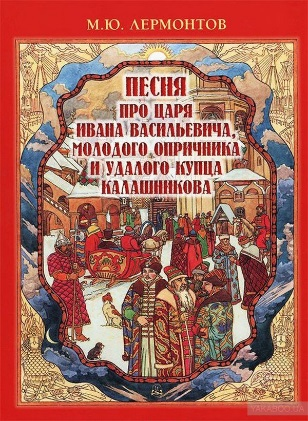 М.Ю. ЛЕРМОНТОВ
ПЕСНЯ
ПРО ЦАРЯ
ИВАНА ВАСИЛЬЕВИЧА,
МОЛОДОГО ОПРИЧНИКА
И УДАЛОГО КУПЦА
КАЛАШНИКОВА